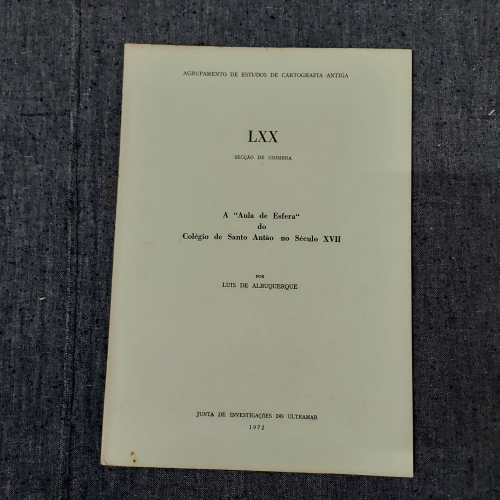 AGRUPAMENTO DE ESTUDOS DE CARTOGRAFIA ANTIGA
LXX
SECÇÃO DE COIMBRA
A "Aula de Esfera"
do
Colégio de Santo Antão no Século XVII
POR
LUIS DE ALBUQUERQUE
JUNTA DE INVESTIGAÇÕES DO ULTRAMAR
1972